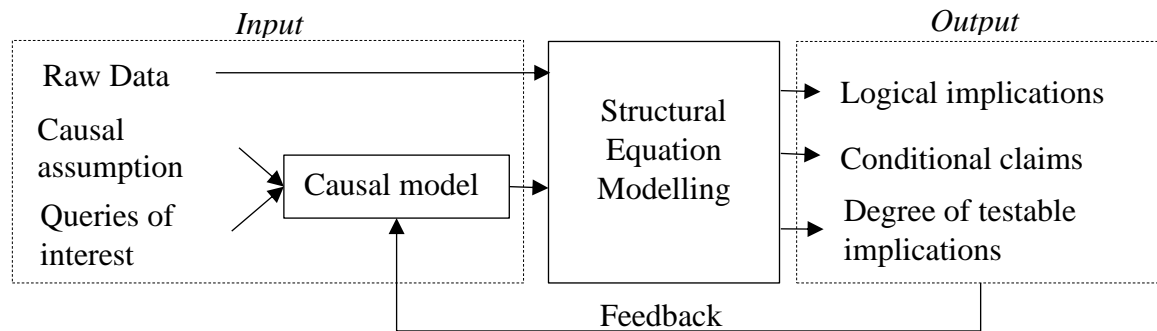 Input
Output
Raw Data
Causal
assumption
Queries of
interest
Causal model
Structural
Equation
Modelling
Logical implications
Conditional claims
Degree of testable
implications
Feedback